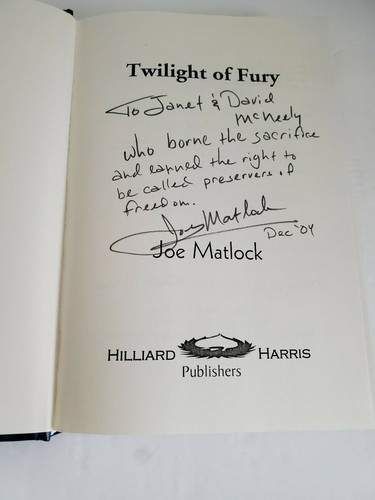 Twilight of Fury
To Janet & David
McNeely
who borne the sacrifice
and earned the right to
be called preservers of
freedom.
Joe Matlock
Dec '04
Joe Matlock
HILLIARD HARRIS
Publishers